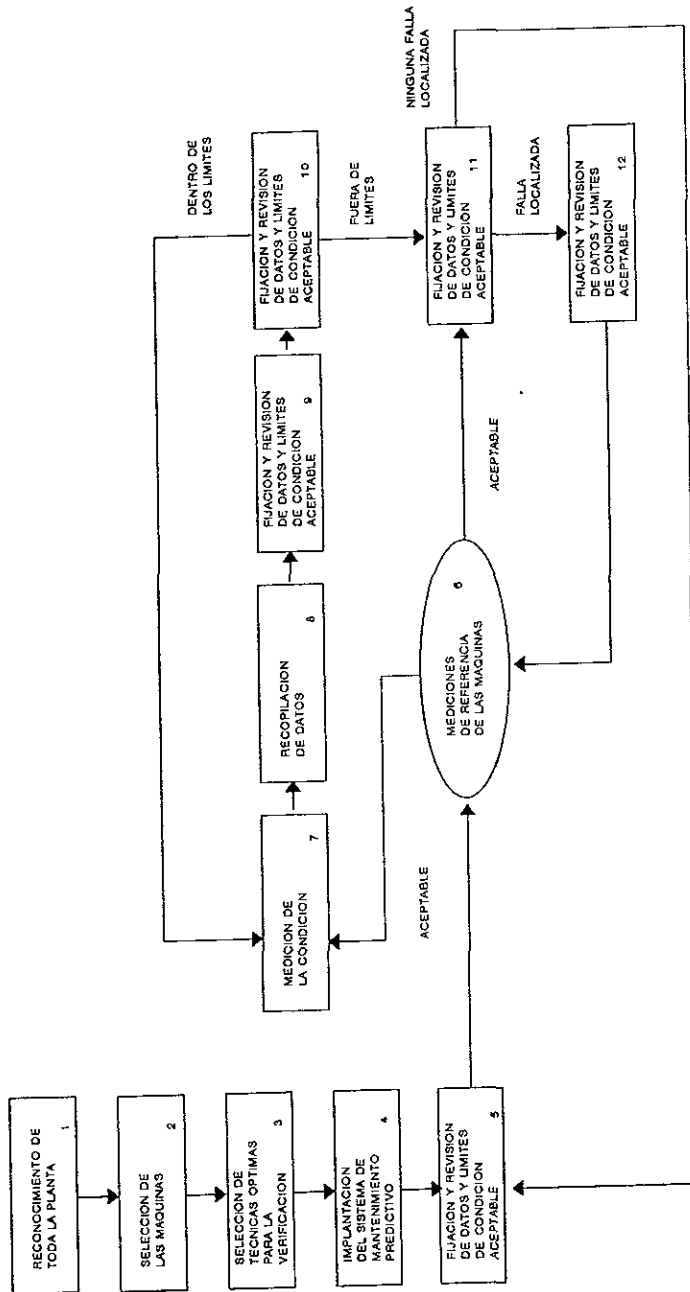 RECONOCIMIENTO DE
TODA LA PLANTA
1
SELECCION DE
LAS MAQUINAS
2
SELECCION DE
TECNICAS OPTIMAS
PARA LA
VERIFICACION
3
IMPLANTACION
DEL SISTEMA DE
MANTENIMIENTO
PREDICTIVO
4
FIJACION Y REVISION
DE DATOS Y LIMITES
DE CONDICION
ACEPTABLE
5
ACEPTABLE
MEDICIONES
DE REFERENCIA
DE LAS MAQUINAS
6
MEDICION DE
LA CONDICION
7
RECOPILACION
DE DATOS
8
FIJACION Y REVISION
DE DATOS Y LIMITES
DE CONDICION
ACEPTABLE
9
FIJACION Y REVISION
DE DATOS Y LIMITES
DE CONDICION
ACEPTABLE
10
DENTRO DE
LOS LIMITES
FUERA DE
LIMITES
ACEPTABLE
FIJACION Y REVISION
DE DATOS Y LIMITES
DE CONDICION
ACEPTABLE
11
NINGUNA FALLA
LOCALIZADA
FALLA
LOCALIZADA
FIJACION Y REVISION
DE DATOS Y LIMITES
DE CONDICION
ACEPTABLE
12